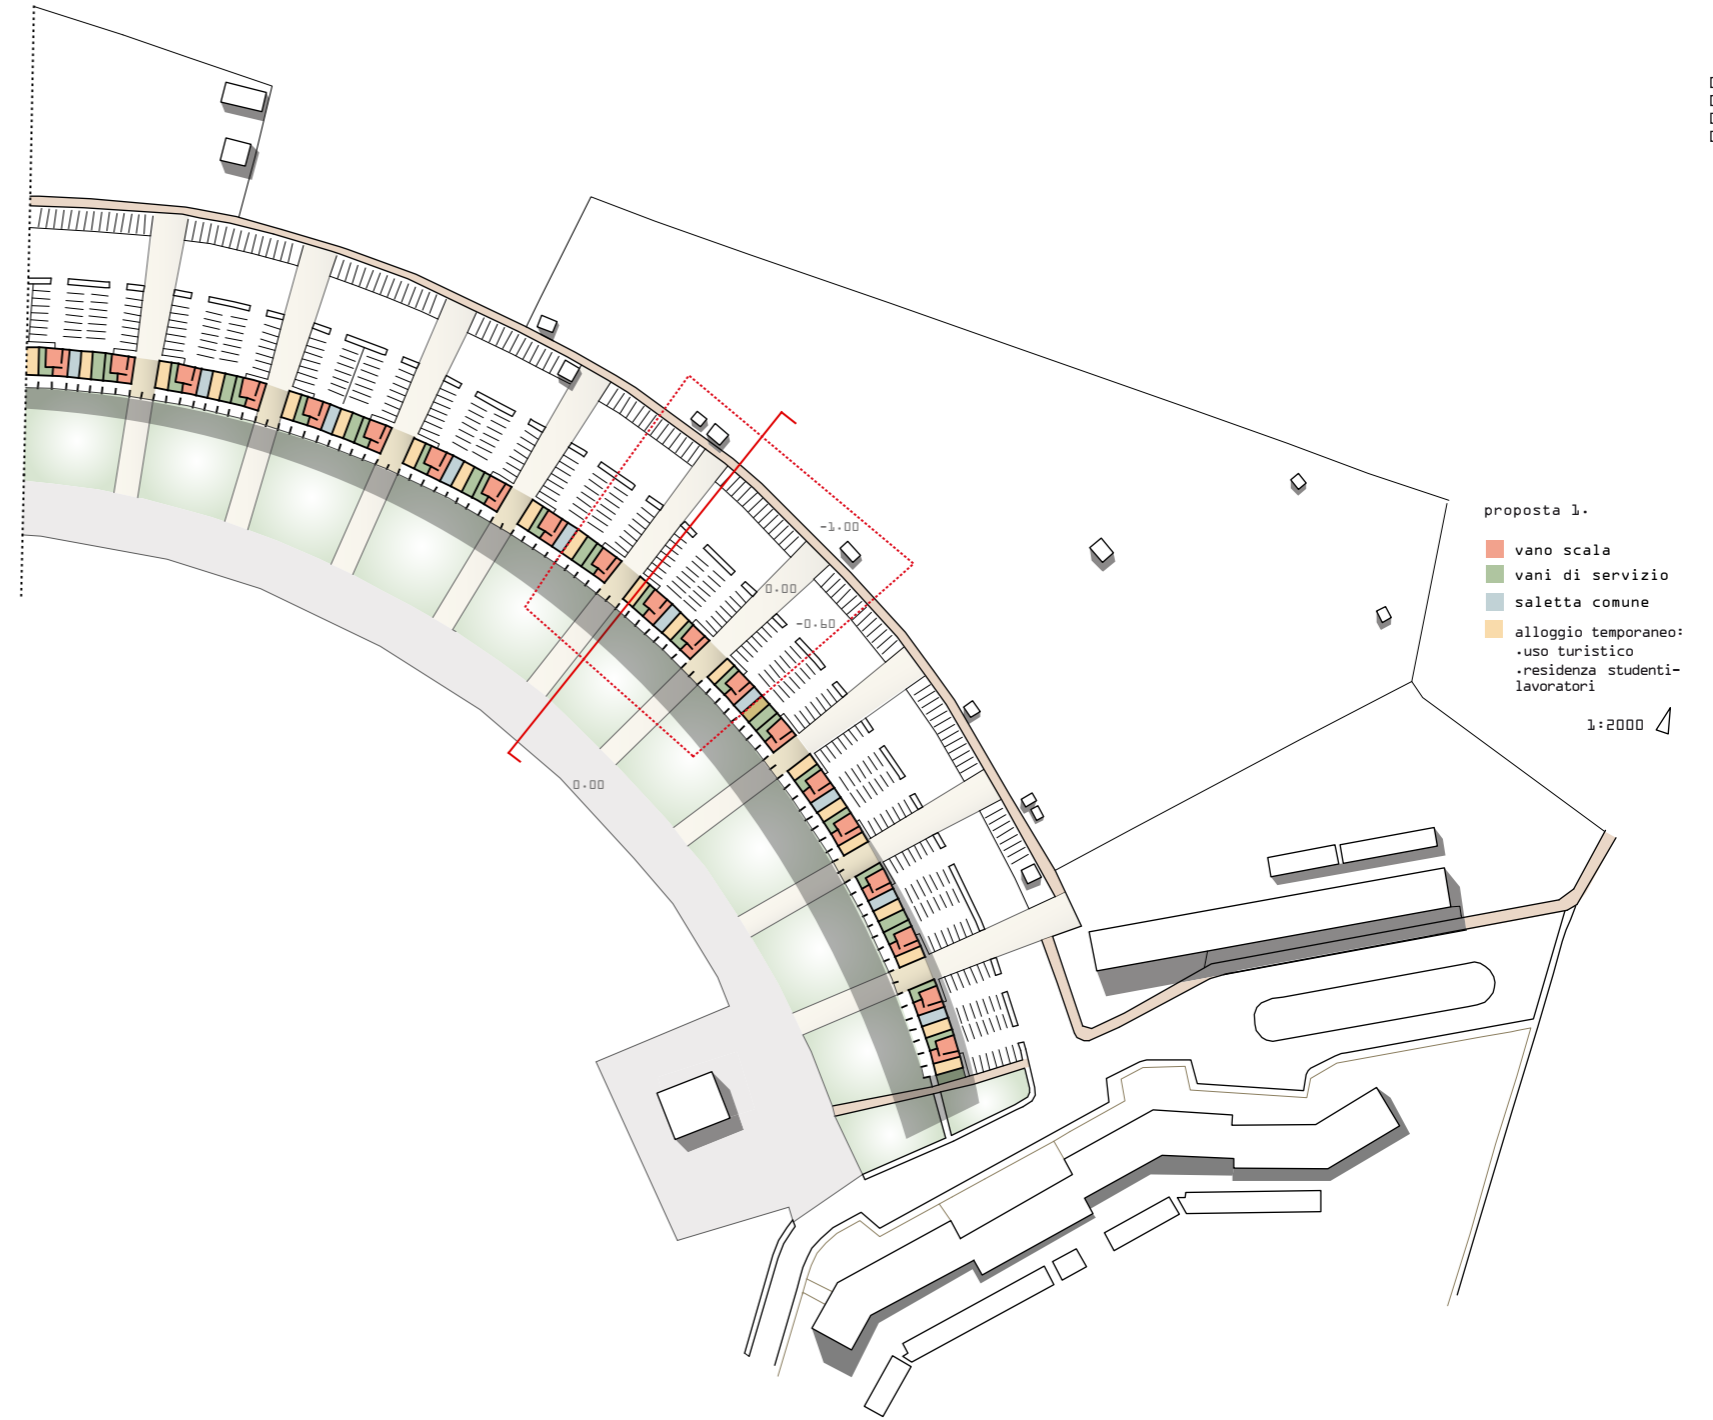 -1.00
0.00
-0.60
0.00
proposta 1.
vano scala
vani di servizio
saletta comune
alloggio temporaneo:
.uso turistico
.residenza studenti-
lavoratori
1:2000